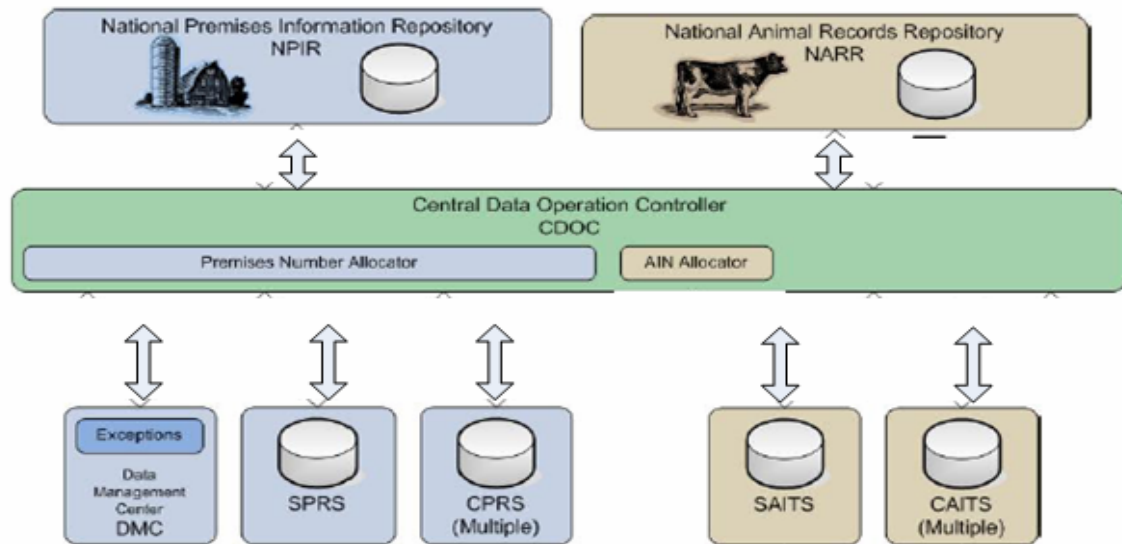 National Premises Information Repository
NPIR
National Animal Records Repository
NARR
Central Data Operation Controller
CDOC
Premises Number Allocator
AIN Allocator
Exceptions
Data
Management
Center
DMC
SPRS
CPRS
(Multiple)
SAITS
CAITS
(Multiple)